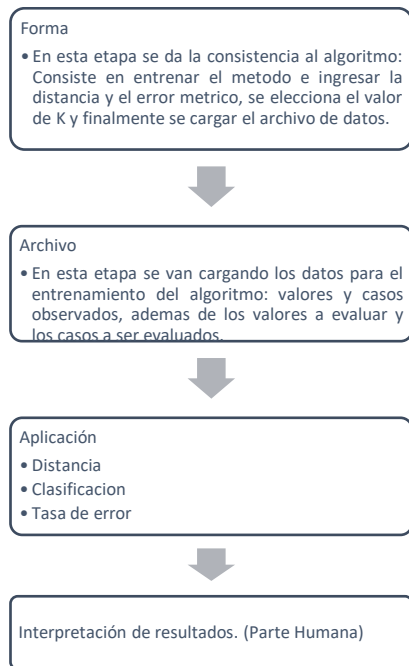 Forma
• En esta etapa se da la consistencia al algoritmo:
Consiste en entrenar el metodo e ingresar la
distancia y el error metrico, se elecciona el valor
de K y finalmente se cargar el archivo de datos.
Archivo
• En esta etapa se van cargando los datos para el
entrenamiento del algoritmo: valores y casos
observados, ademas de los valores a evaluar y
los casos a ser evaluados.
Aplicación
• Distancia
• Clasificacion
• Tasa de error
Interpretación de resultados. (Parte Humana)